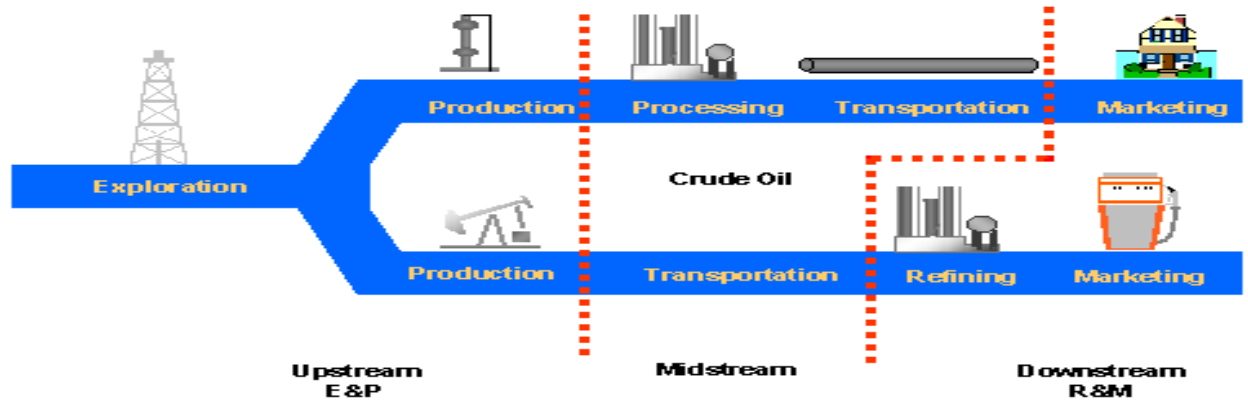 Production Processing Transportation Marketing
Exploration
Crude Oil
Production Transportation Refining Marketing
Upstream Midstream Downstream
E&P R&M